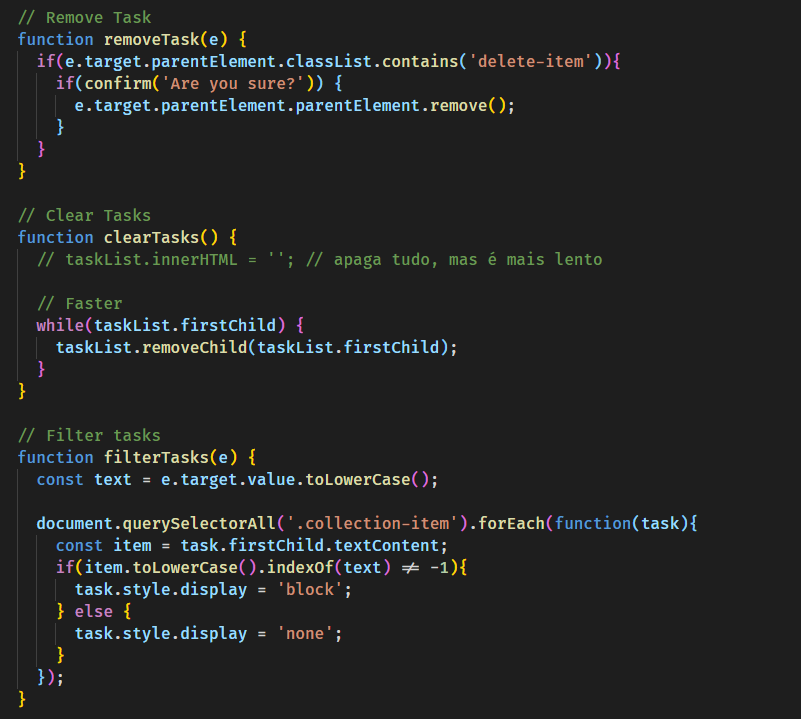 // Remove Task
function removeTask(e) {
  if(e.target.parentElement.classList.contains('delete-item')){
    if(confirm('Are you sure?')) {
      e.target.parentElement.parentElement.remove();
    }
  }
}

// Clear Tasks
function clearTasks() {
  // taskList.innerHTML = ''; // apaga tudo, mas é mais lento

  // Faster
  while(taskList.firstChild) {
    taskList.removeChild(taskList.firstChild);
  }
}

// Filter tasks
function filterTasks(e) {
  const text = e.target.value.toLowerCase();

  document.querySelectorAll('.collection-item').forEach(function(task){
    const item = task.firstChild.textContent;
    if(item.toLowerCase().indexOf(text) != -1){
      task.style.display = 'block';
    } else {
      task.style.display = 'none';
    }
  });
}